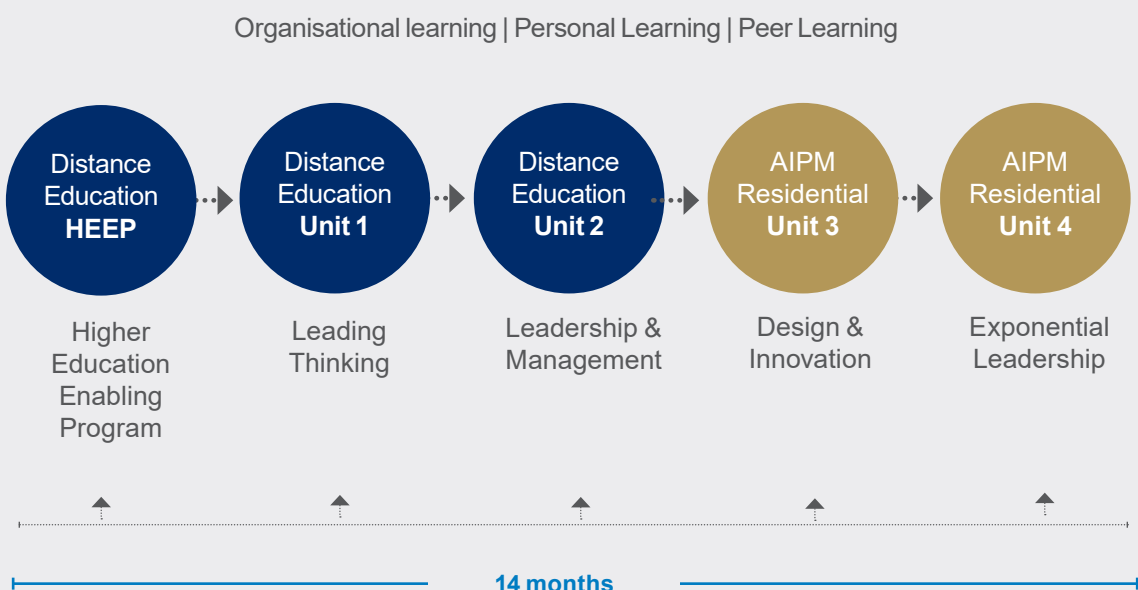 Organisational learning | Personal Learning | Peer Learning
Distance
Education
HEEP
Distance
Education
Unit 1
Distance
Education
Unit 2
AIPM
Residential
Unit 3
AIPM
Residential
Unit 4
Higher
Education
Enabling
Program
Leading
Thinking
Leadership &
Management
Design &
Innovation
Exponential
Leadership
14 months